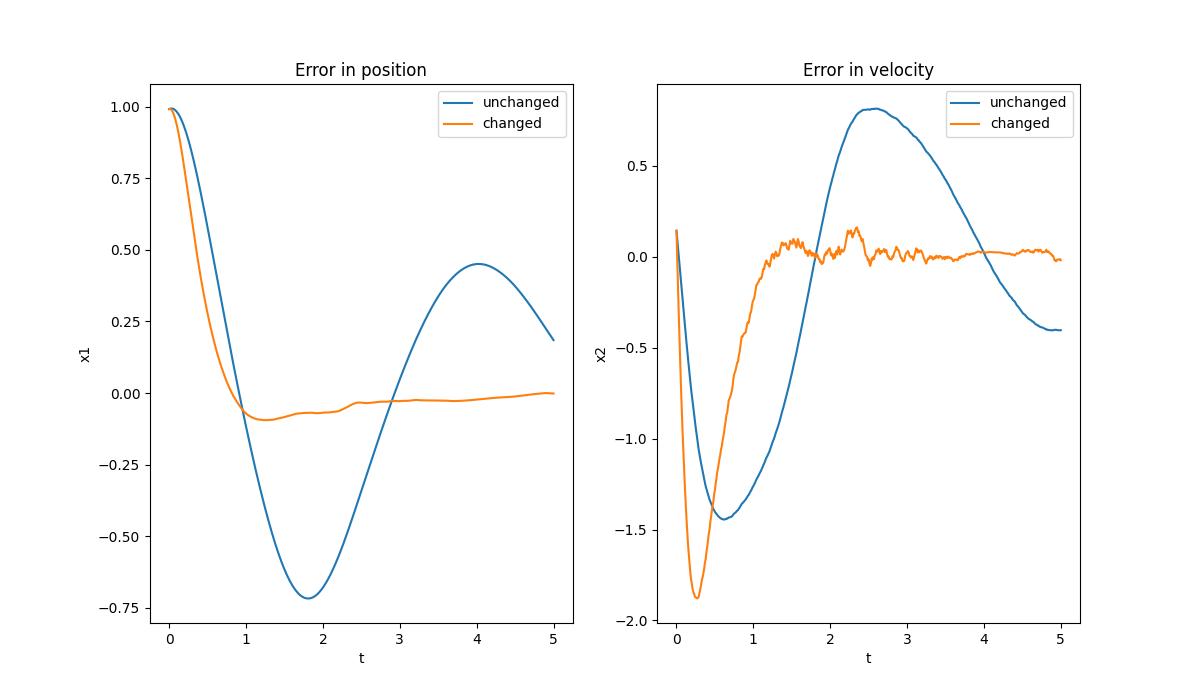 Error in position
unchanged
changed
1.00
0.75
0.50
0.25
0.00
−0.25
−0.50
−0.75
x1
0
1
2
3
4
5
t
Error in velocity
unchanged
changed
0.5
0.0
−0.5
−1.0
−1.5
−2.0
x2
0
1
2
3
4
5
t